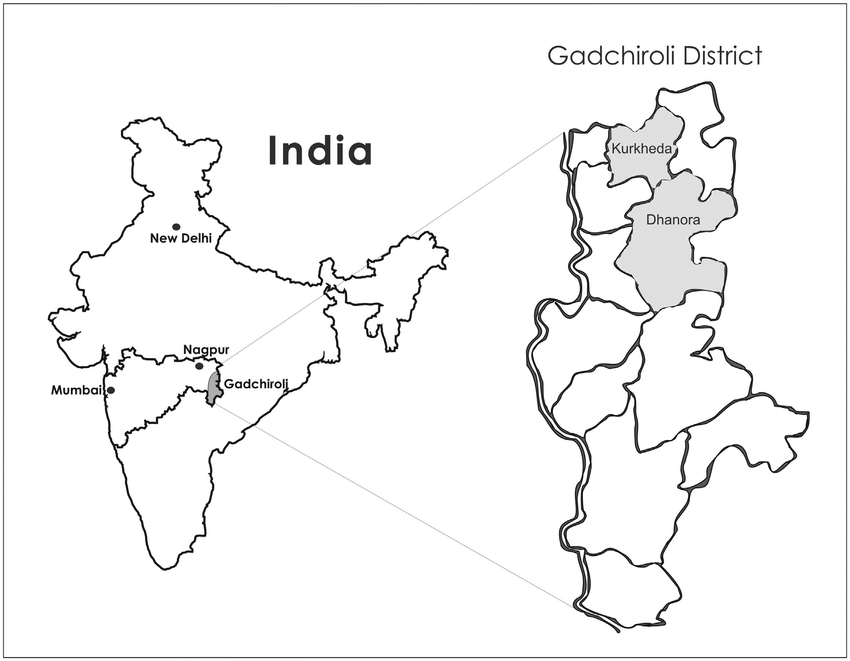 Gadchiroli District
India
Kurkheda
Dhanora
New Delhi
Nagpur
Mumbai
Gadchiroli